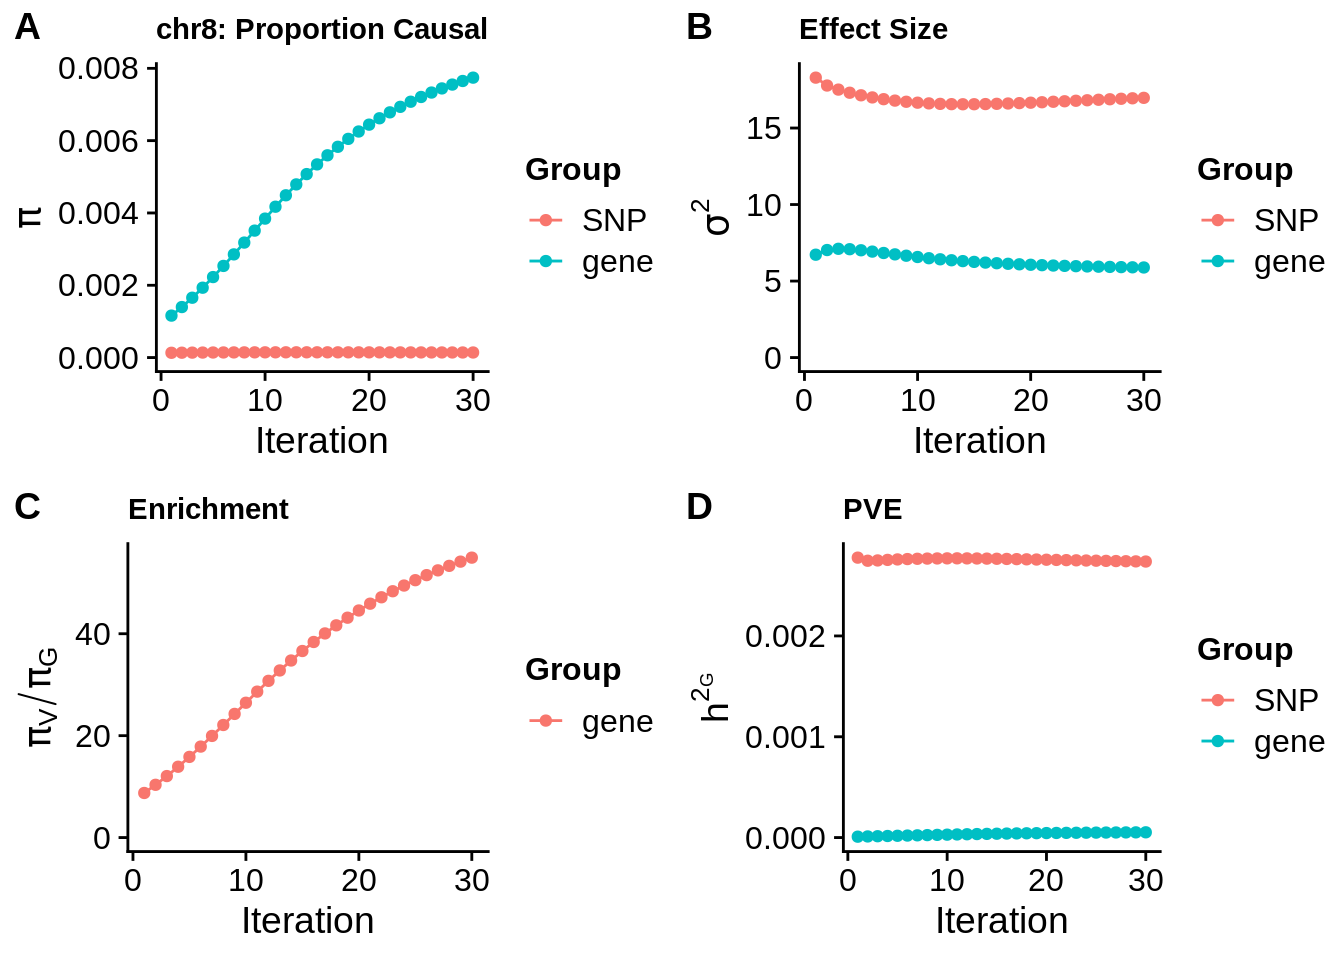 A
chr8: Proportion Causal
π
0.008
0.006
0.004
0.002
0.000
0 10 20 30
Iteration
Group
SNP
gene
B
Effect Size
σ²
15
10
5
0
0 10 20 30
Iteration
Group
SNP
gene
C
Enrichment
πV/πG
40
20
0
0 10 20 30
Iteration
Group
gene
D
PVE
h²G
0.002
0.001
0.000
0 10 20 30
Iteration
Group
SNP
gene